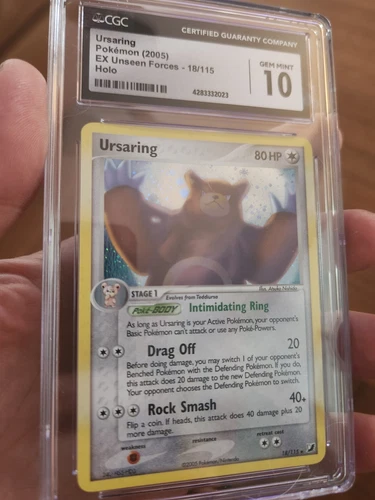 CGC
CERTIFIED GUARANTY COMPANY
Ursaring
Pokémon (2005)
EX Unseen Forces - 18/115
Holo
4283332023
GEM MINT
10
Ursaring
80 HP
STAGE 1
Evolves from Teddiursa
Poké-BODY Intimidating Ring
As long as Ursaring is your Active Pokémon, your opponent's
Basic Pokémon can't attack or use any Poké-Powers.
Drag Off 20
Before doing damage, you may switch 1 of your opponent's
Benched Pokémon with the Defending Pokémon. If you do,
this attack does 20 damage to the new Defending Pokémon.
Your opponent chooses the Defending Pokémon to switch.
Rock Smash 40+
Flip a coin. If heads, this attack does 40 damage plus 20
more damage.
weakness
resistance
retreat cost
18/115